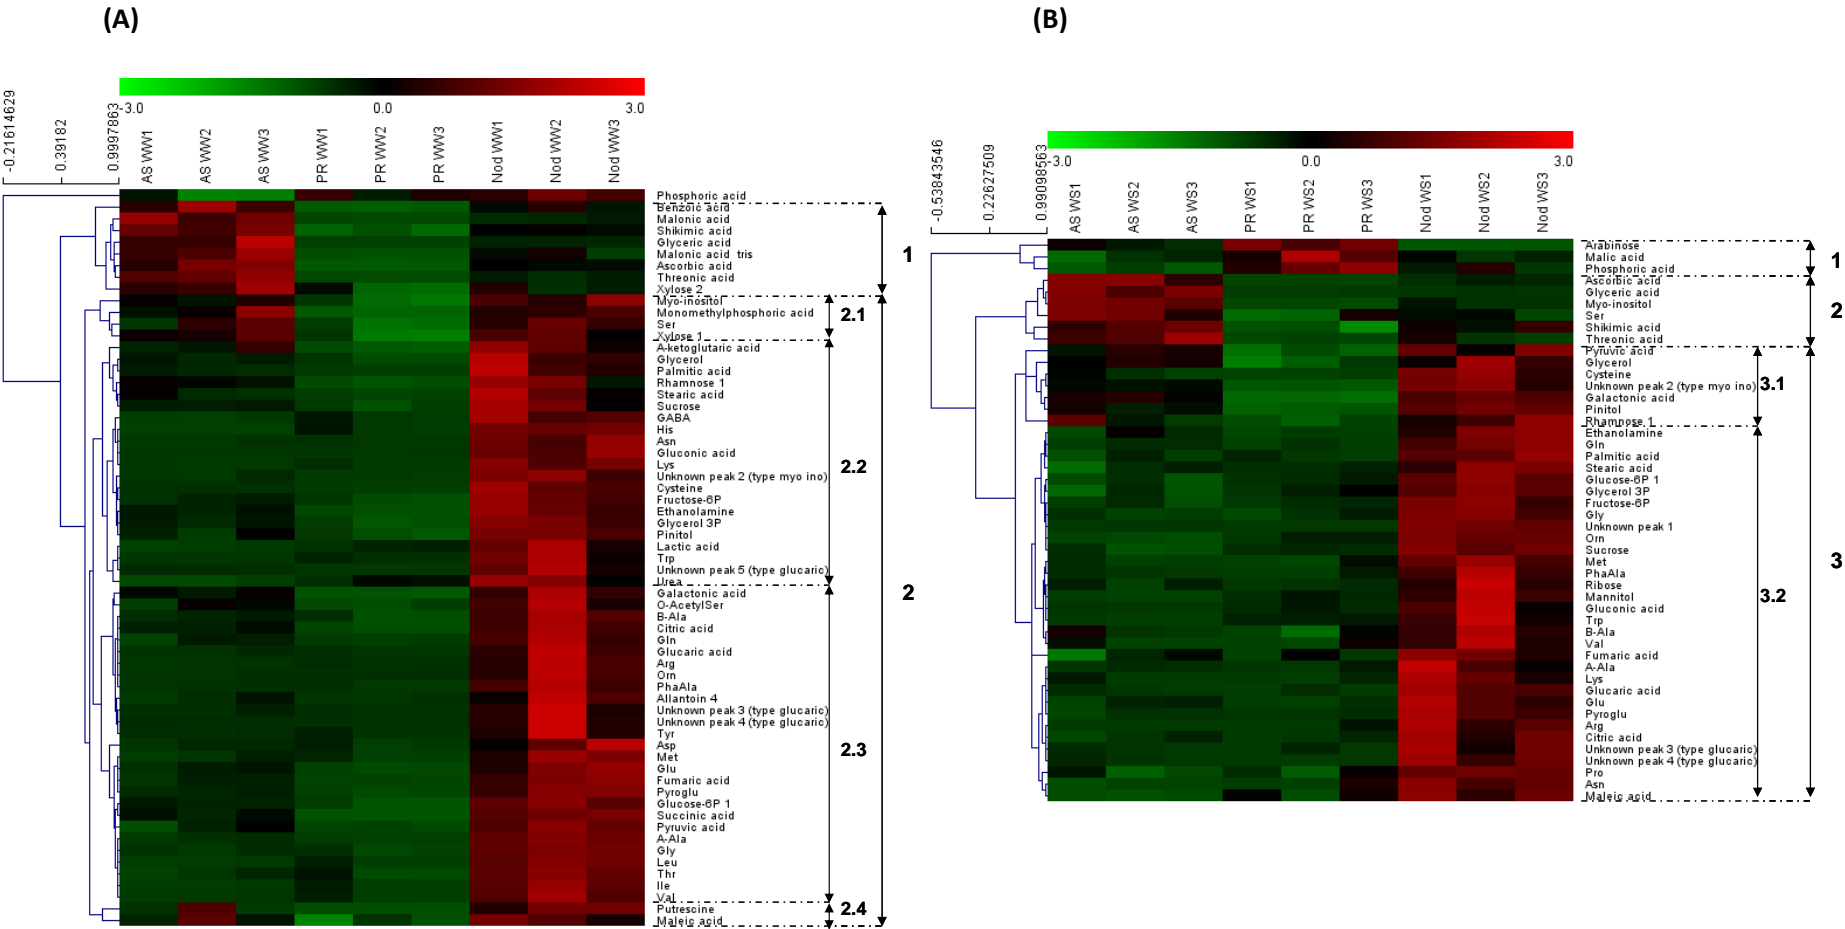 (A)
-3.0
0.0
3.0
-0.21614629
0.39182
0.9997863
AS WW1
AS WW2
AS WW3
PR WW1
PR WW2
PR WW3
Nod WW1
Nod WW2
Nod WW3
Phosphoric acid
Benzoic acid
Malonic acid
Shikimic acid
Glyceric acid
Malonic acid tris
Ascorbic acid
Threonic acid
Xylose 2
Myo-inositol
Monomethylphosphoric acid
Ser
Xylose 1
A-ketoglutaric acid
Glycerol
Palmitic acid
Rhamnose 1
Stearic acid
Sucrose
GABA
His
Asn
Gluconic acid
Lys
Unknown peak 2 (type myo ino)
Cysteine
Fructose-6P
Ethanolamine
Glycerol 3P
Pinitol
Lactic acid
Trp
Unknown peak 5 (type glucaric)
Urea
Galactonic acid
O-AcetylSer
B-Ala
Citric acid
Gln
Glucaric acid
Arg
Orn
PhaAla
Allantoin 4
Unknown peak 3 (type glucaric)
Unknown peak 4 (type glucaric)
Tyr
Asp
Met
Glu
Fumaric acid
Pyroglu
Glucose-6P 1
Succinic acid
Pyruvic acid
A-Ala
Gly
Leu
Thr
Ile
Val
Putrescine
Maleic acid
1
2.1
2.2
2
2.3
2.4
(B)
-3.0
0.0
3.0
-0.53843546
0.22627509
0.99098563
AS WS1
AS WS2
AS WS3
PR WS1
PR WS2
PR WS3
Nod WS1
Nod WS2
Nod WS3
Arabinose
Malic acid
Phosphoric acid
Ascorbic acid
Glyceric acid
Myo-inositol
Ser
Shikimic acid
Threonic acid
Pyruvic acid
Glycerol
Cysteine
Unknown peak 2 (type myo ino)
Galactonic acid
Pinitol
Rhamnose 1
Ethanolamine
Gln
Palmitic acid
Stearic acid
Glucose-6P 1
Glycerol 3P
Fructose-6P
Gly
Unknown peak 1
Orn
Sucrose
Met
PhaAla
Ribose
Mannitol
Gluconic acid
Trp
B-Ala
Val
Fumaric acid
A-Ala
Lys
Glucaric acid
Glu
Pyroglu
Arg
Citric acid
Unknown peak 3 (type glucaric)
Unknown peak 4 (type glucaric)
Pro
Asn
Maleic acid
1
2
3.1
3
3.2